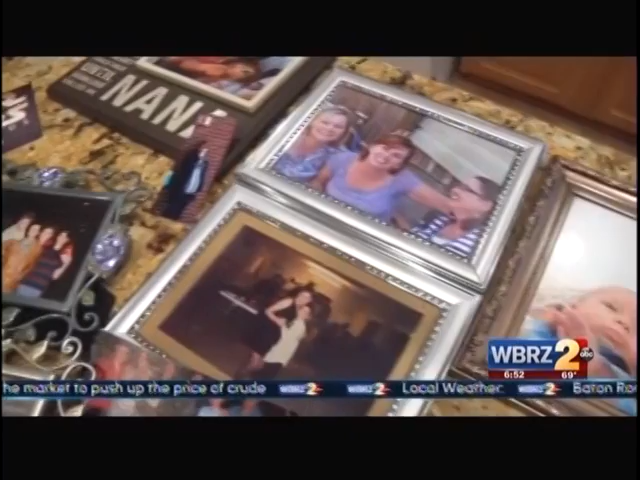 NANA
WBRZ 2 abc
6:52 69°
he market to push up the price of crude WBRZ 2 WBRZ 2 Local Weather: WBRZ 2 Baton Ro